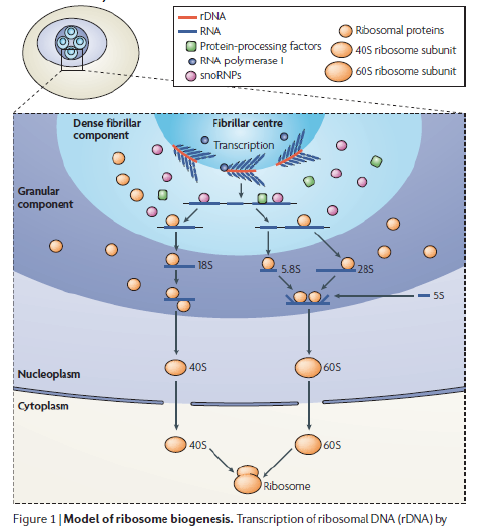 rDNA
RNA
Protein-processing factors
RNA polymerase I
snoRNPs
Ribosomal proteins
40S ribosome subunit
60S ribosome subunit
Dense fibrillar
component
Fibrillar centre
Transcription
Granular
component
18S
5.8S
28S
5S
Nucleoplasm
40S
60S
Cytoplasm
40S
60S
Ribosome
Figure 1 | Model of ribosome biogenesis. Transcription of ribosomal DNA (rDNA) by